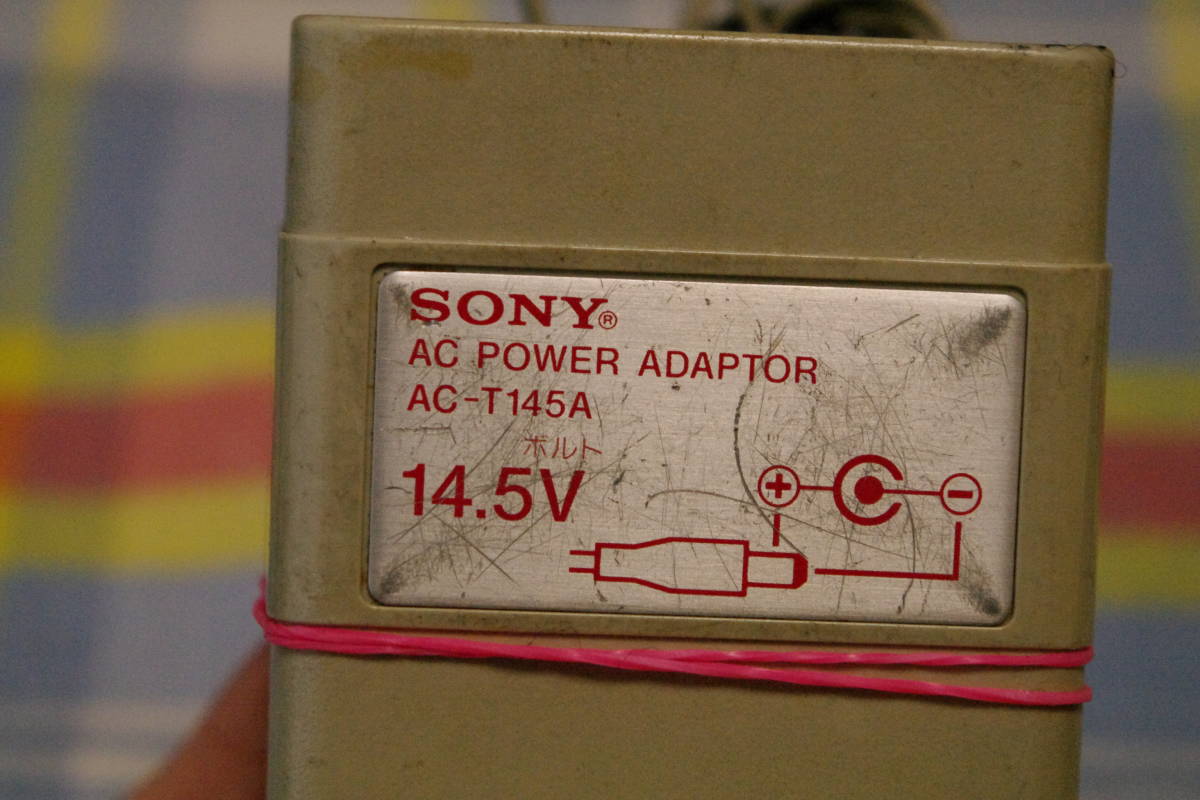 SONY®
AC POWER ADAPTOR
AC-T145A
ボルト
14.5V
+ −